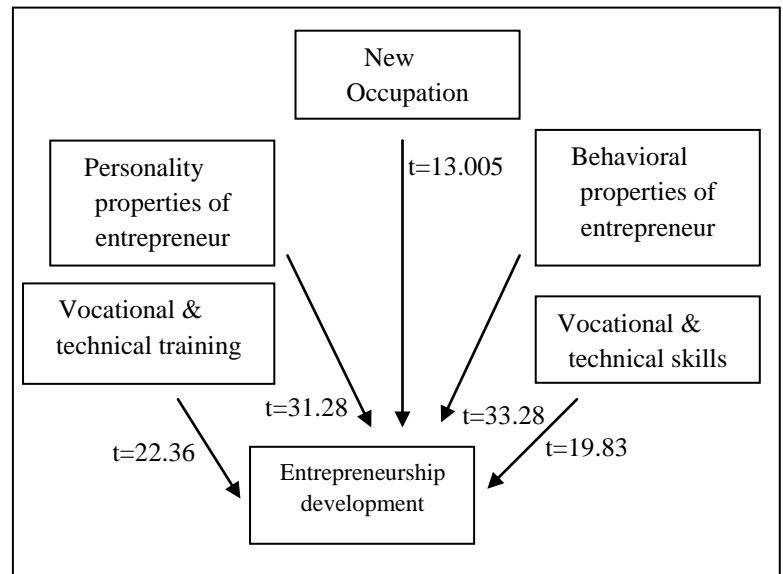 New
Occupation
t=13.005
Personality
properties of
entrepreneur
Behavioral
properties of
entrepreneur
Vocational &
technical training
Vocational &
technical skills
t=31.28
t=33.28
t=22.36
t=19.83
Entrepreneurship
development